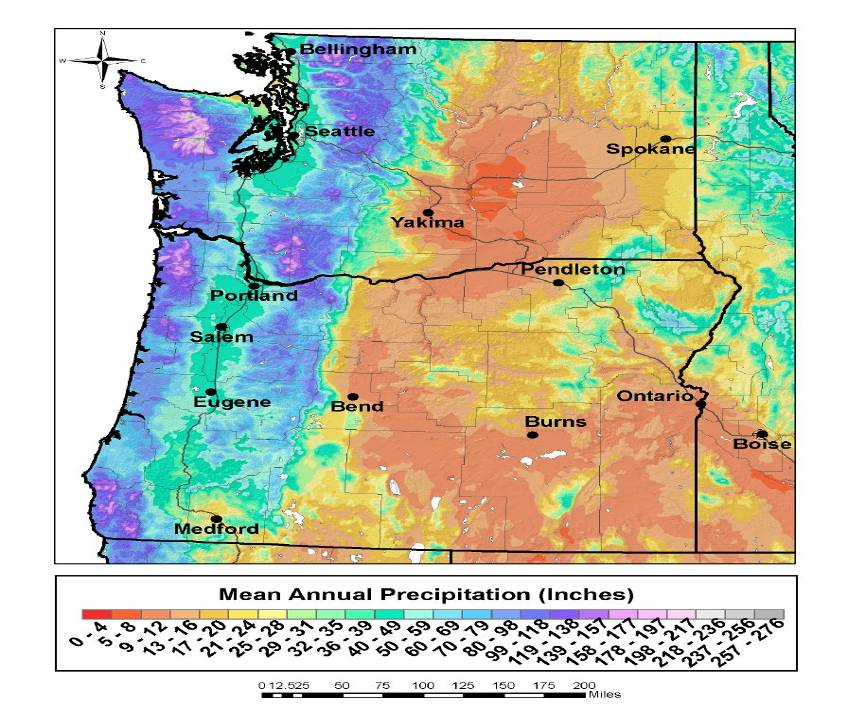 N
W E
S
Bellingham
Seattle
Spokane
Yakima
Pendleton
Portland
Salem
Eugene
Bend
Ontario
Burns
Boise
Medford
Mean Annual Precipitation (Inches)
0 - 4
5 - 8
9 - 12
13 - 16
17 - 20
21 - 24
25 - 28
29 - 31
32 - 35
36 - 39
40 - 49
50 - 59
60 - 69
70 - 79
80 - 98
99 - 118
119 - 138
139 - 157
158 - 177
178 - 197
198 - 217
218 - 236
237 - 256
257 - 276
0 12.525 50 75 100 125 150 175 200
Miles